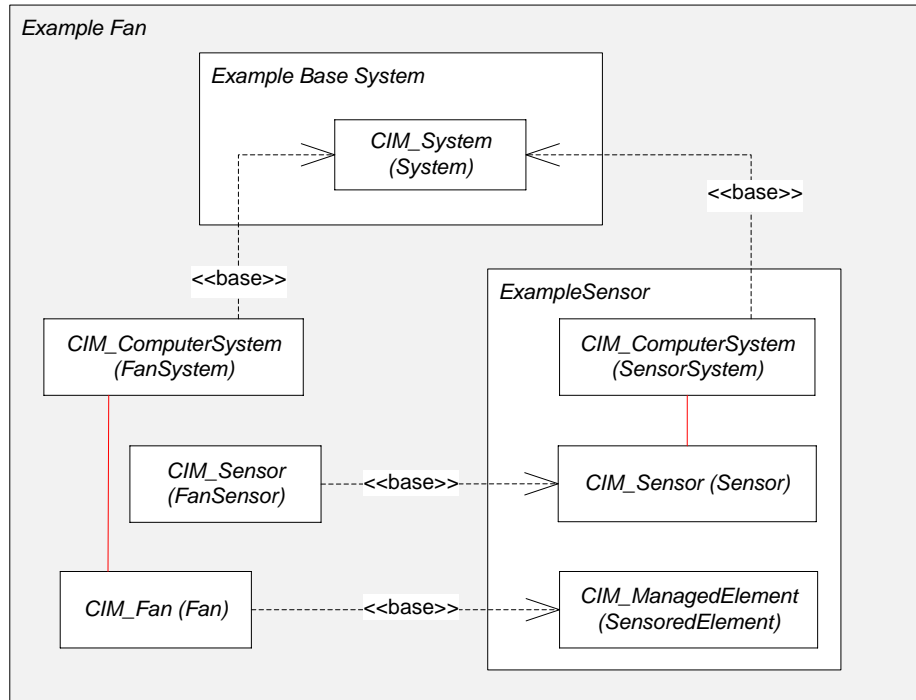 Example Fan
Example Base System
CIM_System
(System)
<<base>>
<<base>>
ExampleSensor
CIM_ComputerSystem
(FanSystem)
CIM_ComputerSystem
(SensorSystem)
CIM_Sensor
(FanSensor)
<<base>>
CIM_Sensor (Sensor)
CIM_Fan (Fan)
<<base>>
CIM_ManagedElement
(SensoredElement)